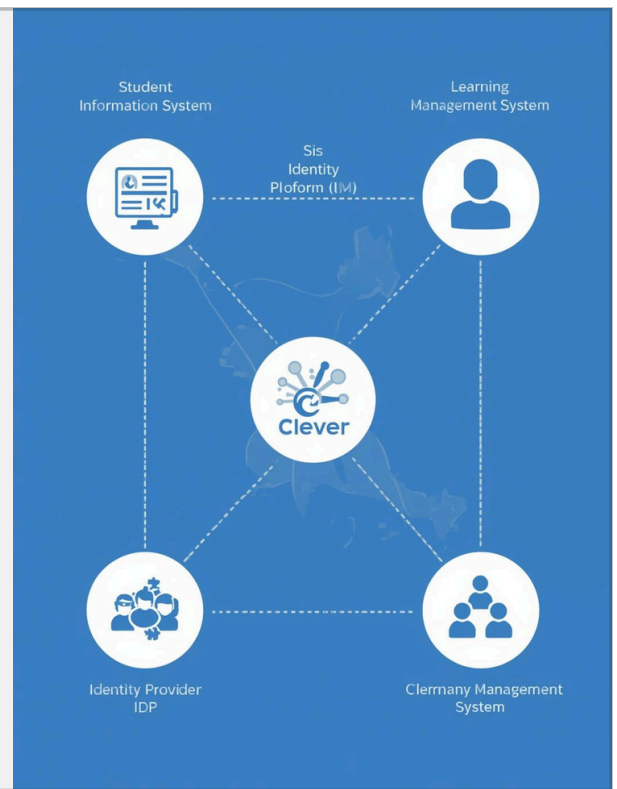 Student
Information System
Learning
Management System
Sis
Identity
Ploform (IM)
Clever
Identity Provider
IDP
Clermany Management
System